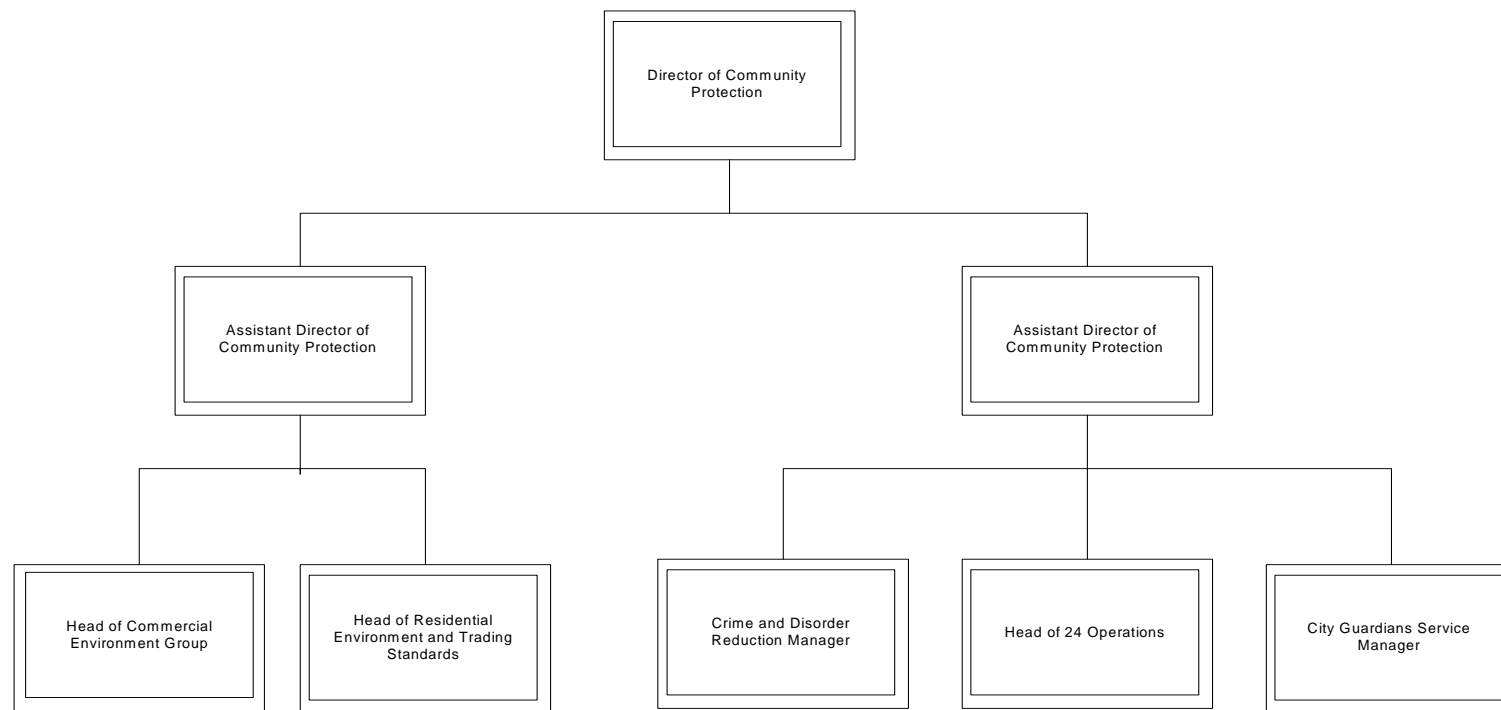 Director of Community
Protection
Assistant Director of
Community Protection
Assistant Director of
Community Protection
Head of Commercial
Environment Group
Head of Residential
Environment and Trading
Standards
Crime and Disorder
Reduction Manager
Head of 24 Operations
City Guardians Service
Manager